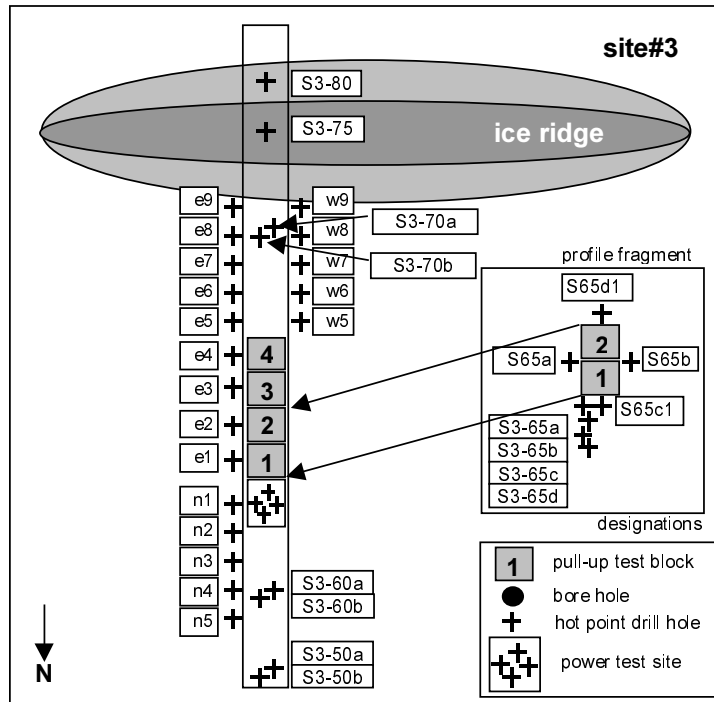 site#3
S3-80
S3-75
ice ridge
e9
w9
e8
w8
S3-70a
e7
w7
S3-70b
e6
w6
e5
w5
profile fragment
S65d1
e4
4
2
S65a
S65b
e3
3
1
S65c1
e2
2
S3-65a
S3-65b
e1
1
S3-65c
S3-65d
n1
n2
designations
n3
1
pull-up test block
n4
S3-60a
bore hole
S3-60b
n5
hot point drill hole
S3-50a
power test site
N
S3-50b